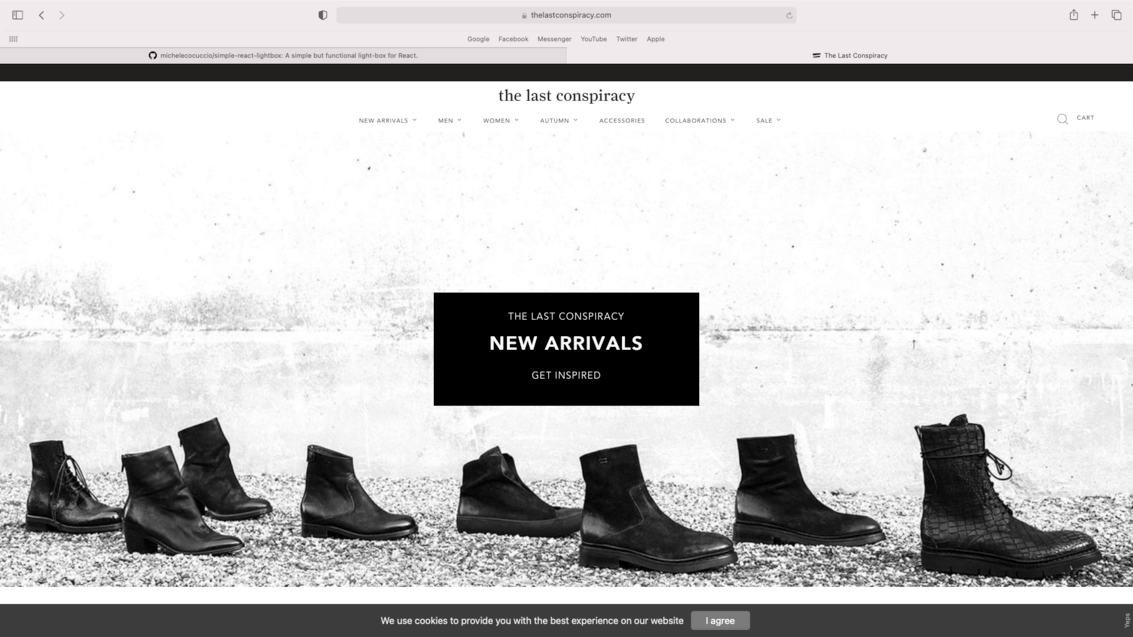 thelastconspiracy.com
Google Facebook Messenger YouTube Twitter Apple
michelecocuccio/simple-react-lightbox: A simple but functional light-box for React.
The Last Conspiracy
the last conspiracy
NEW ARRIVALS MEN WOMEN AUTUMN ACCESSORIES COLLABORATIONS SALE
CART
THE LAST CONSPIRACY
NEW ARRIVALS
GET INSPIRED
We use cookies to provide you with the best experience on our website
I agree